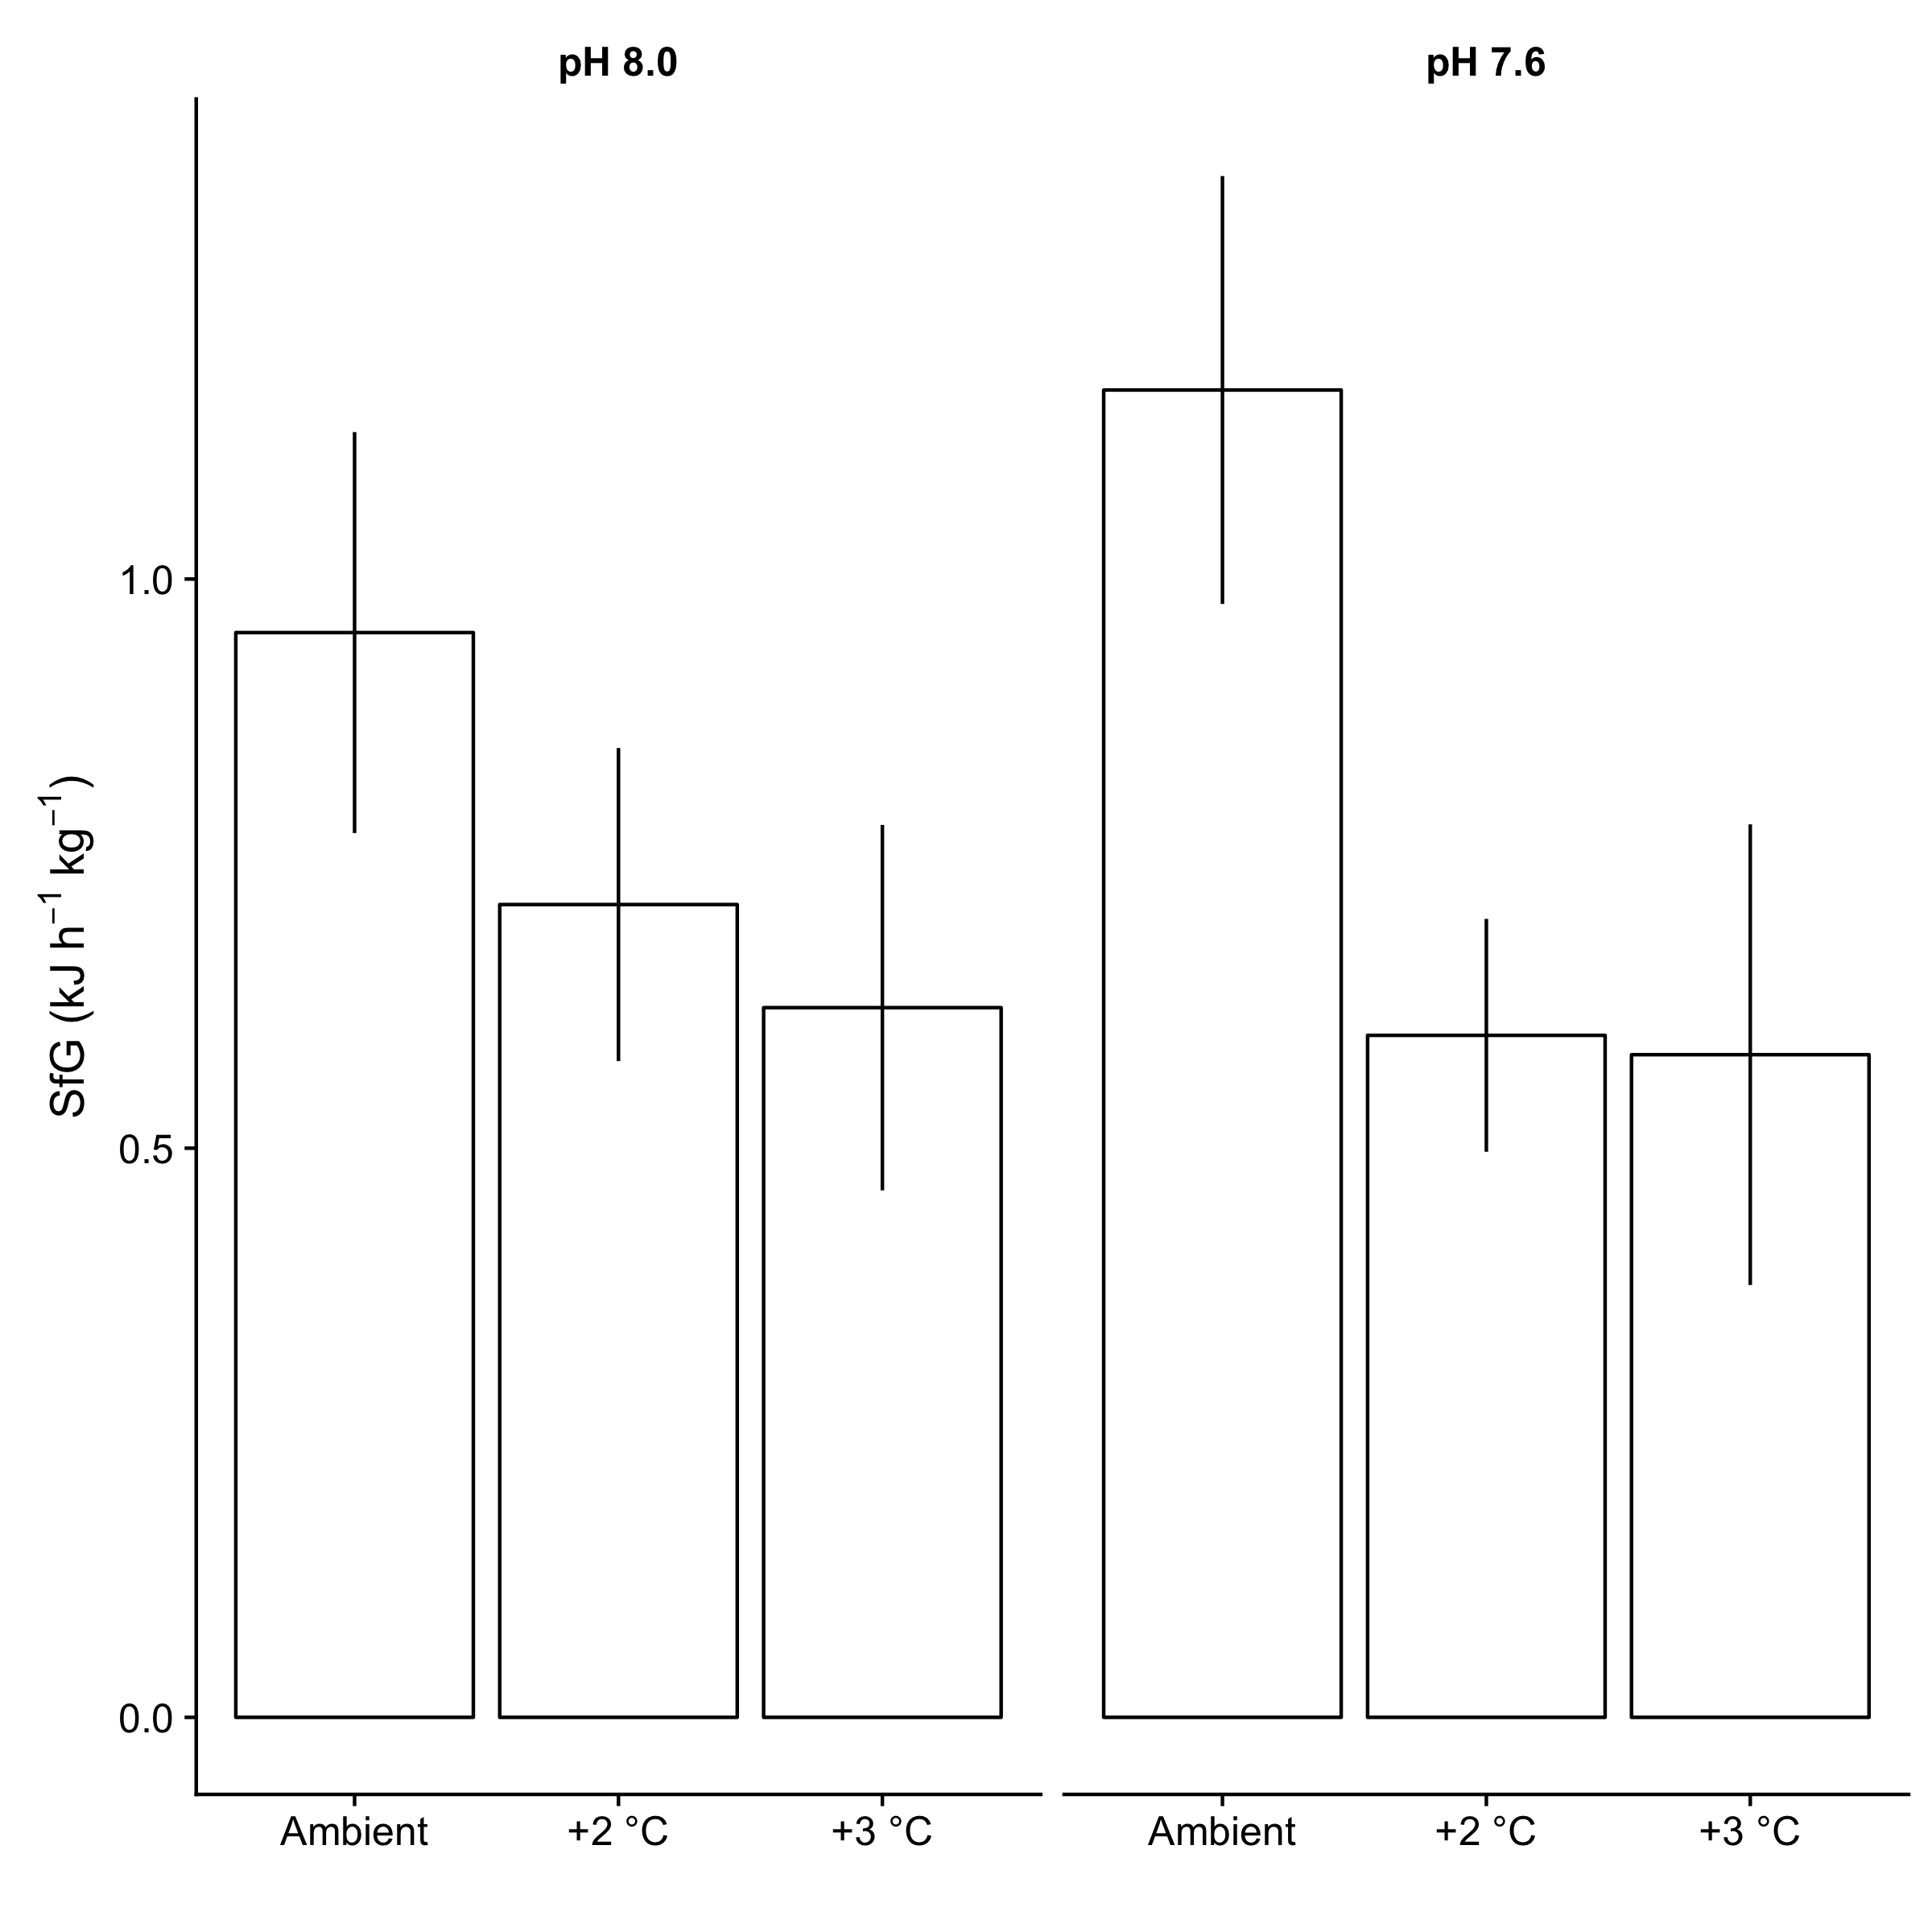 pH 8.0
pH 7.6
SfG (kJ h⁻¹ kg⁻¹)
1.0
0.5
0.0
Ambient +2 °C +3 °C
Ambient +2 °C +3 °C